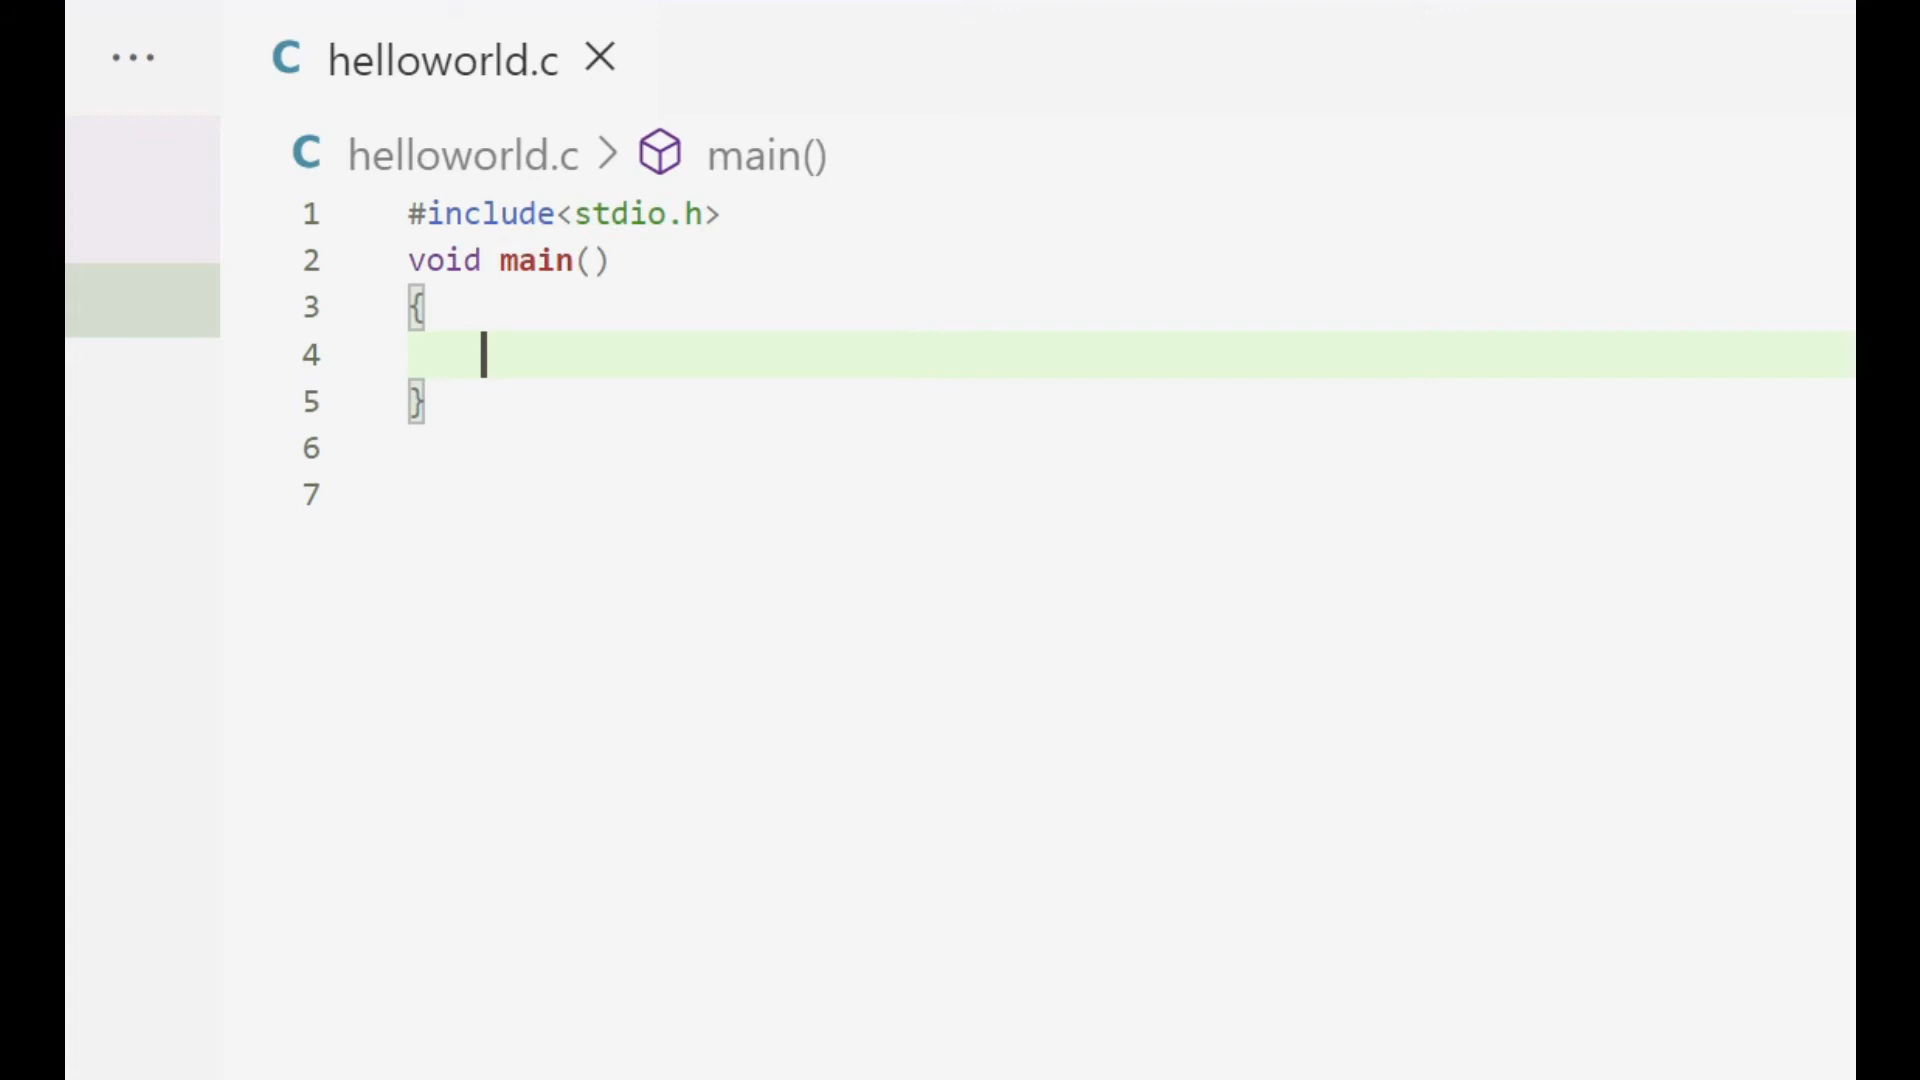 ··· C helloworld.c ×
C helloworld.c > main()
1 #include<stdio.h>
2 void main()
3 {
4
5 }
6
7